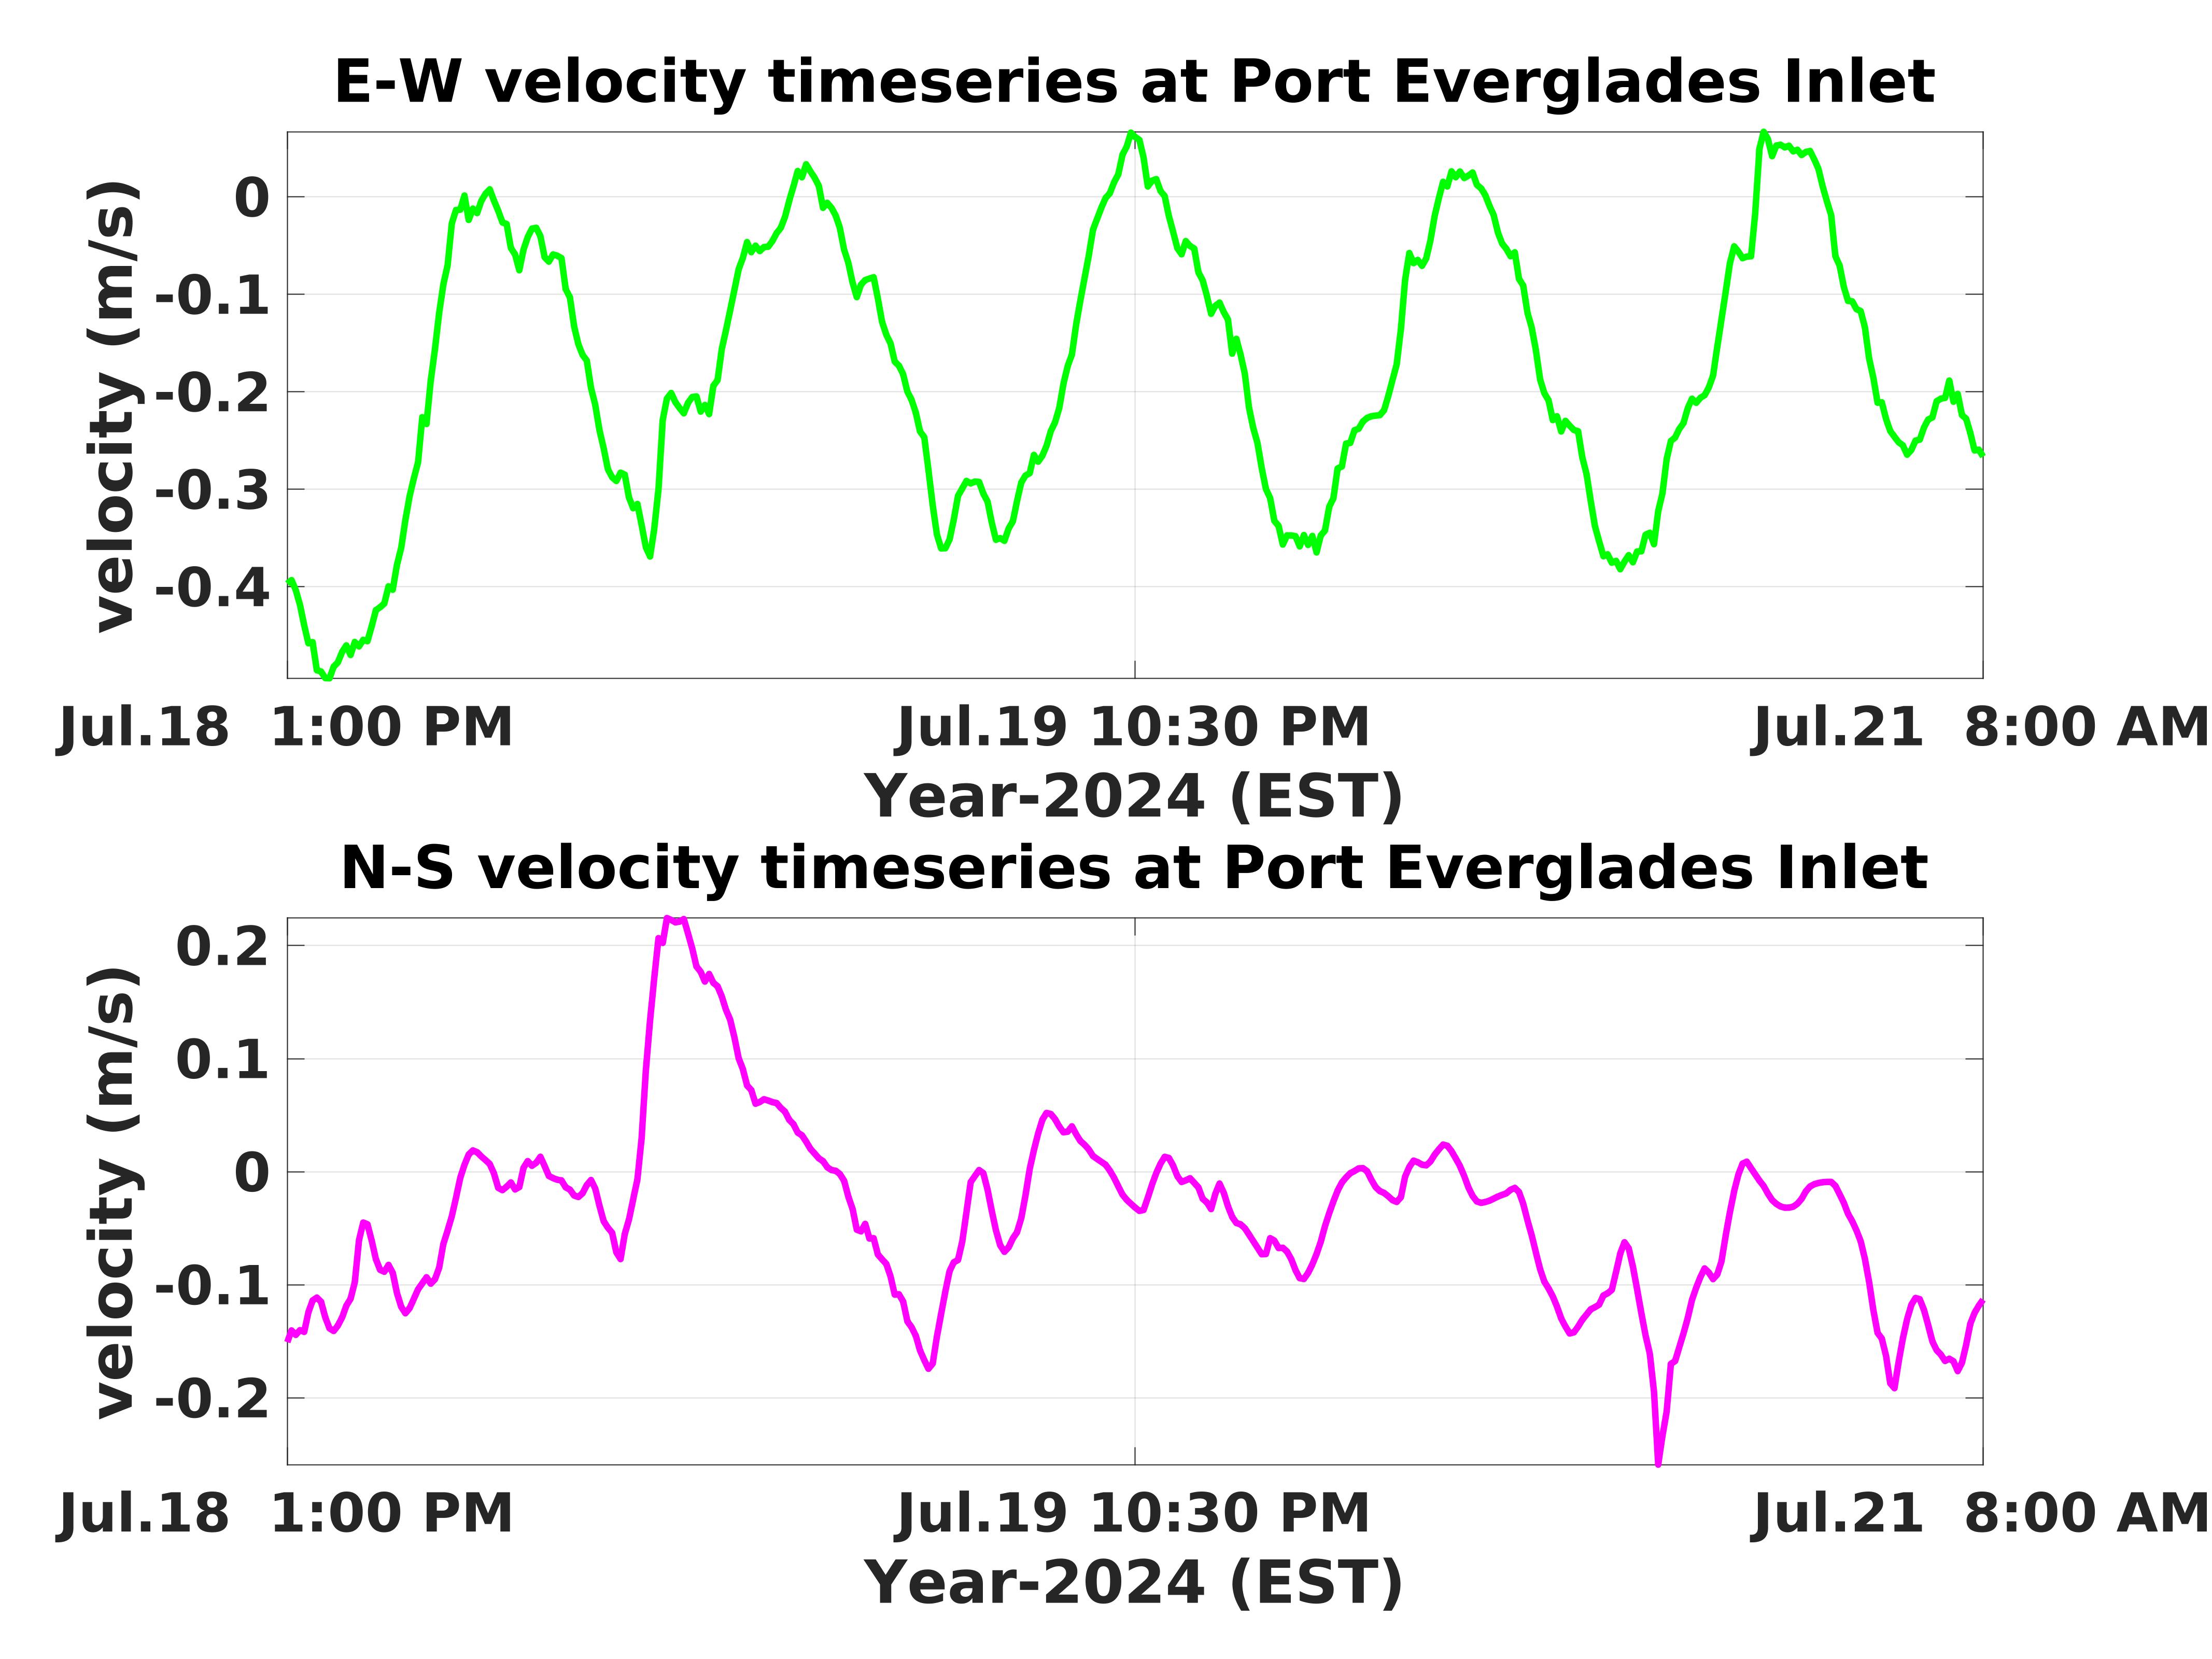 E-W velocity timeseries at Port Everglades Inlet
velocity (m/s)
0
-0.1
-0.2
-0.3
-0.4
Jul.18  1:00 PM
Jul.19 10:30 PM
Jul.21  8:00 AM
Year-2024 (EST)
N-S velocity timeseries at Port Everglades Inlet
velocity (m/s)
0.2
0.1
0
-0.1
-0.2
Jul.18  1:00 PM
Jul.19 10:30 PM
Jul.21  8:00 AM
Year-2024 (EST)